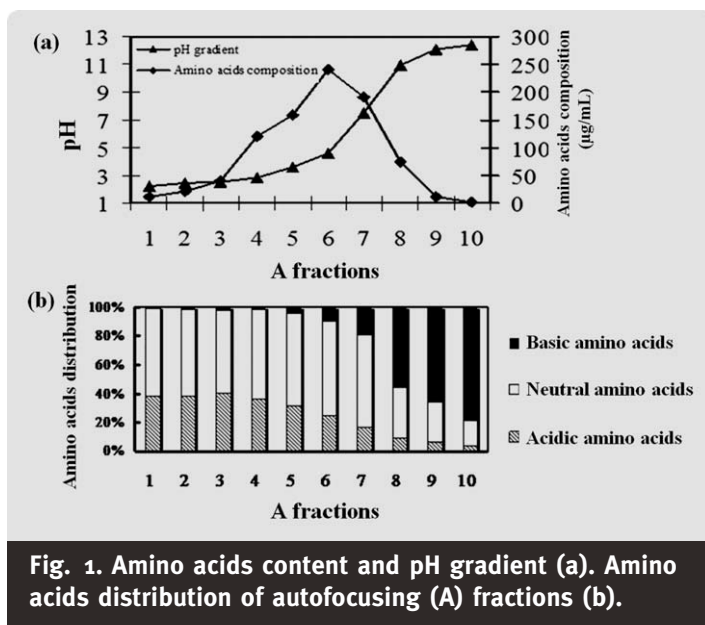 (a)
13
11
9
7
5
3
1
pH
pH gradient
Amino acids composition
300
250
200
150
100
50
0
Amino acids composition
(µg/mL)
1 2 3 4 5 6 7 8 9 10
A fractions
(b)
100%
80%
60%
40%
20%
0%
Amino acids distribution
Basic amino acids
Neutral amino acids
Acidic amino acids
1 2 3 4 5 6 7 8 9 10
A fractions
Fig. 1. Amino acids content and pH gradient (a). Amino
acids distribution of autofocusing (A) fractions (b).